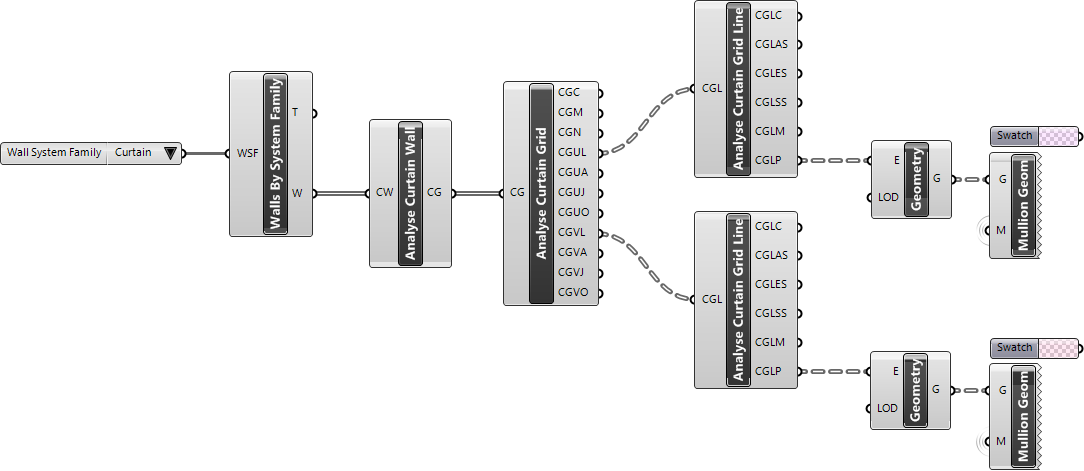 Wall System Family Curtain
WSF
Walls By System Family
T
W
CW
Analyse Curtain Wall
CG
CG
Analyse Curtain Grid
CGC
CGM
CGN
CGUL
CGUA
CGUJ
CGUO
CGVL
CGVA
CGVJ
CGVO
CGL
Analyse Curtain Grid Line
CGLC
CGLAS
CGLES
CGLSS
CGLM
CGLP
E
LOD
Geometry
G
Swatch
G
M
Mullion Geom
CGL
Analyse Curtain Grid Line
CGLC
CGLAS
CGLES
CGLSS
CGLM
CGLP
E
LOD
Geometry
G
Swatch
G
M
Mullion Geom